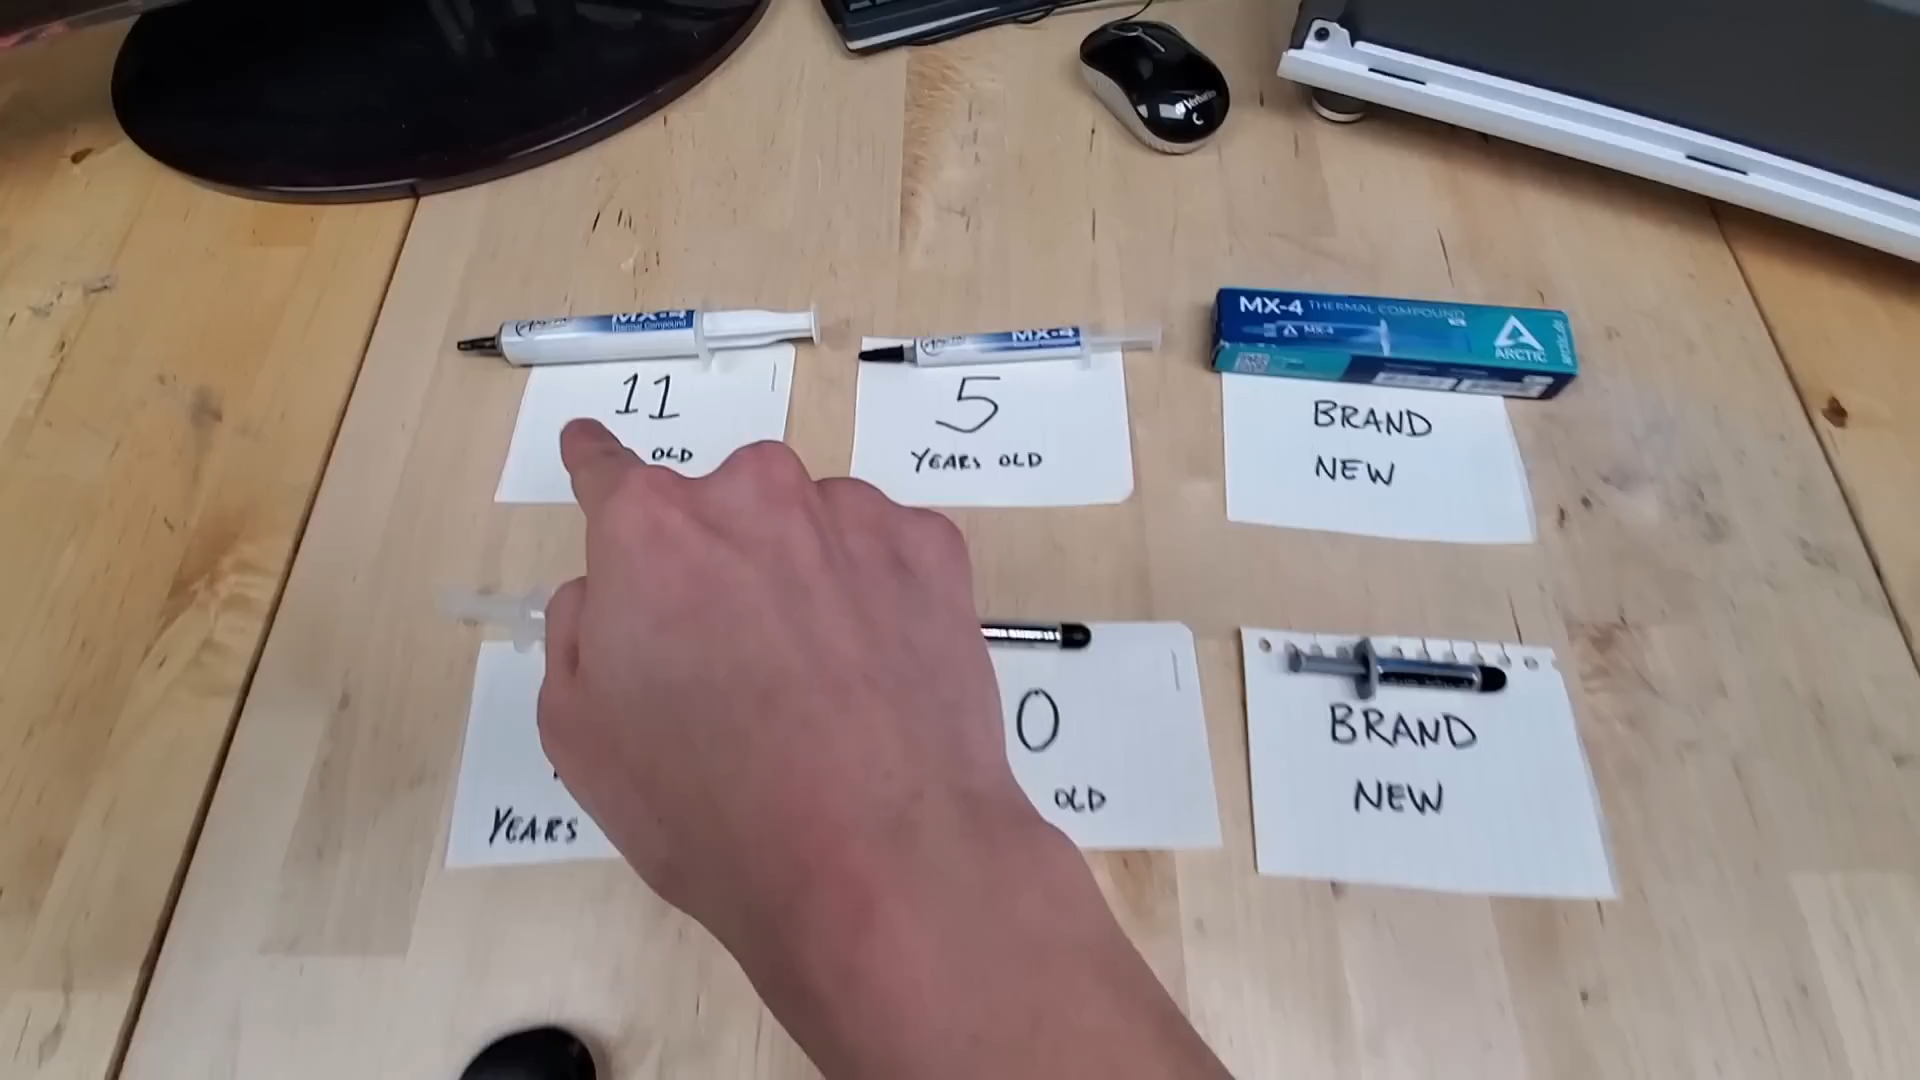 Verbatim
MX-4
Thermal Compound
MX-4
MX-4 THERMAL COMPOUND
MX-4
ARCTIC
11
OLD
5
YEARS OLD
BRAND
NEW
0
YEARS
OLD
BRAND
NEW